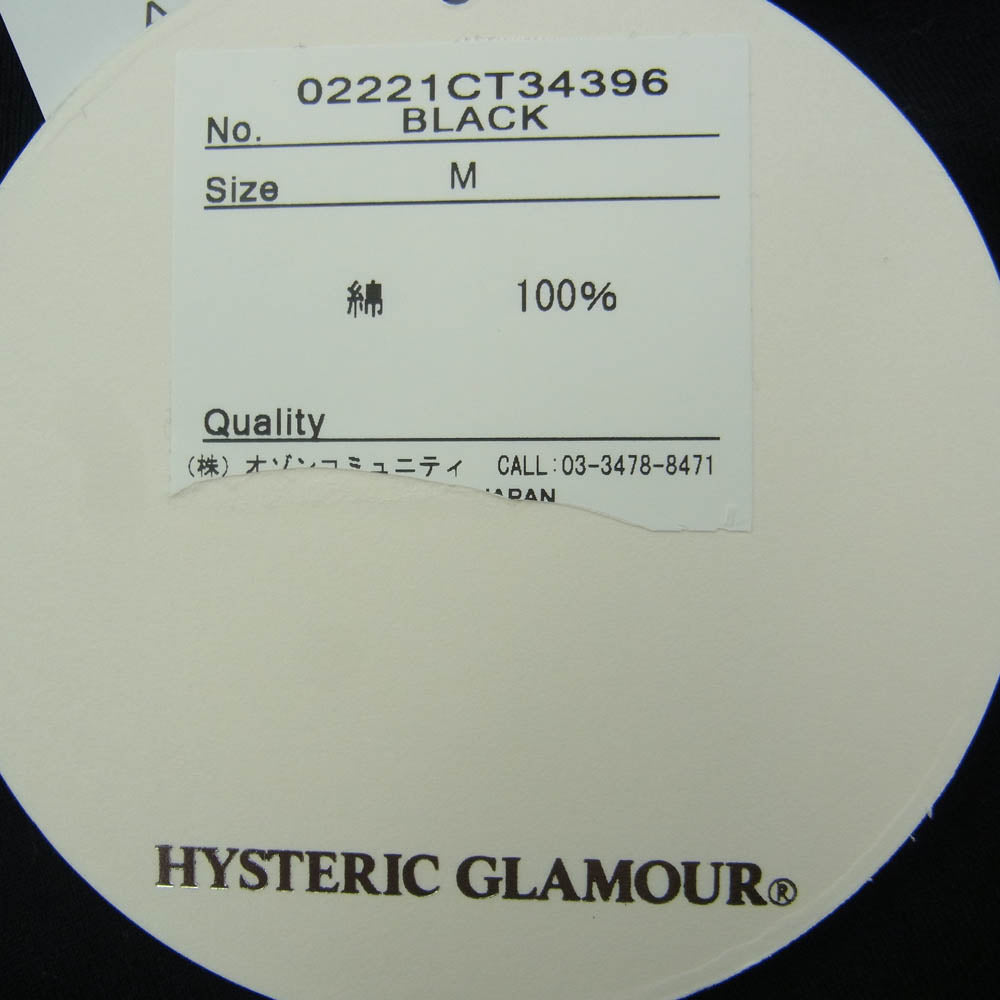 02221CT34396
No. BLACK
Size M
綿 100%
Quality
(株) オゾンコミュニティ CALL:03-3478-8471
JAPAN
HYSTERIC GLAMOUR®